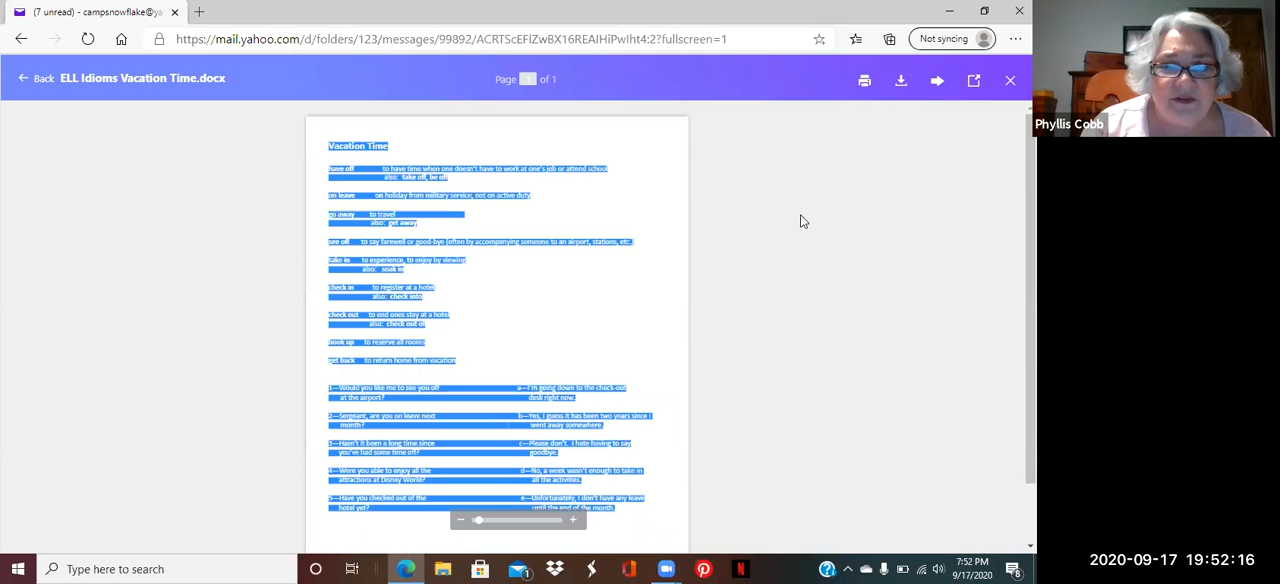 (7 unread) - campsnowflake@ya
https://mail.yahoo.com/d/folders/123/messages/99892/ACRTScEFlZwBX16REAIHiPwIht4:2?fullscreen=1
Not syncing
Back ELL Idioms Vacation Time.docx
Page 1 of 1
Phyllis Cobb
Vacation Time
have off to have time when one doesn't have to work at one's job or attend school
also: take off, be off
on leave on holiday from military service; not on active duty
go away to travel
also: get away
see off to say farewell or good-bye (often by accompanying someone to an airport, stations, etc.)
take in to experience, to enjoy by viewing
also: soak in
check in to register at a hotel
also: check into
check out to end ones stay at a hotel
also: check out of
book up to reserve all rooms
get back to return home from vacation
1—Would you like me to see you off a—I'm going down to the check-out
at the airport? desk right now.
2—Sergeant, are you on leave next b—Yes, I guess it has been two years since I
month? went away somewhere.
3—Hasn't it been a long time since c—Please don't. I hate having to say
you've had some time off? goodbye.
4—Were you able to enjoy all the d—No, a week wasn't enough to take in
attractions at Disney World? all the activities.
5—Have you checked out of the e—Unfortunately, I don't have any leave
hotel yet? until the end of the month.
Type here to search
7:52 PM
9/17/2020
1
8
2020-09-17 19:52:16